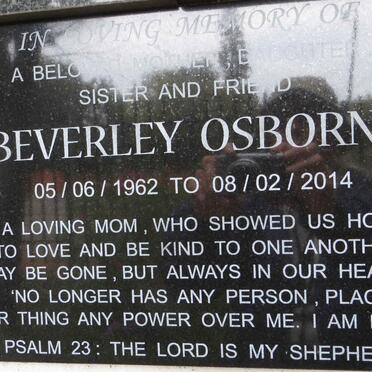 IN LOVING MEMORY OF
A BELOVED MOTHER, DAUGHTER
SISTER AND FRIEND
BEVERLEY OSBORN
05 / 06 / 1962 TO 08 / 02 / 2014
A LOVING MOM, WHO SHOWED US HO
TO LOVE AND BE KIND TO ONE ANOTH
AY BE GONE, BUT ALWAYS IN OUR HEA
'NO LONGER HAS ANY PERSON, PLAC
R THING ANY POWER OVER ME. I AM
PSALM 23: THE LORD IS MY SHEPHE